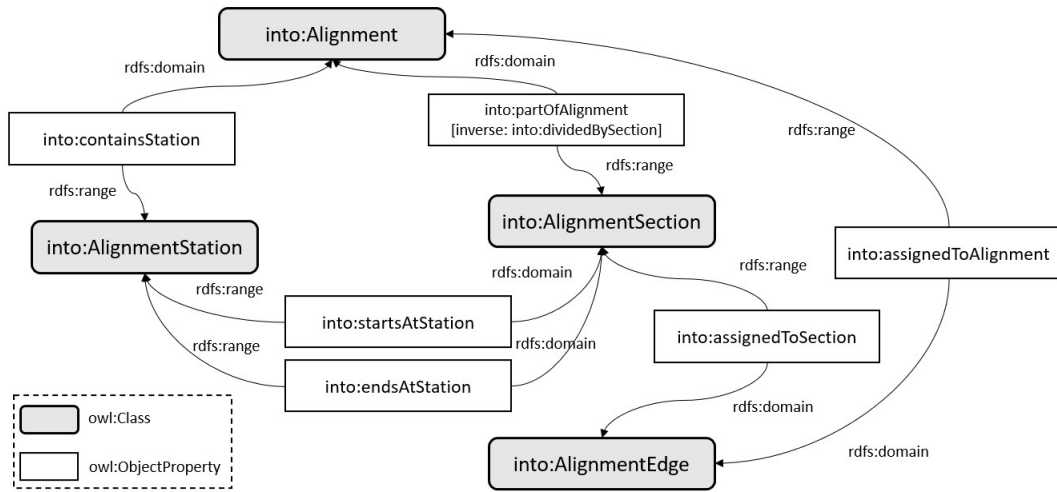 into:Alignment
rdfs:domain
rdfs:domain
into:partOfAlignment
[inverse: into:dividedBySection]
into:containsStation
rdfs:range
rdfs:range
rdfs:range
into:AlignmentStation
into:AlignmentSection
into:assignedToAlignment
rdfs:range
rdfs:domain
rdfs:range
into:startsAtStation
into:assignedToSection
rdfs:range
rdfs:domain
into:endsAtStation
rdfs:domain
owl:Class
into:AlignmentEdge
rdfs:domain
owl:ObjectProperty